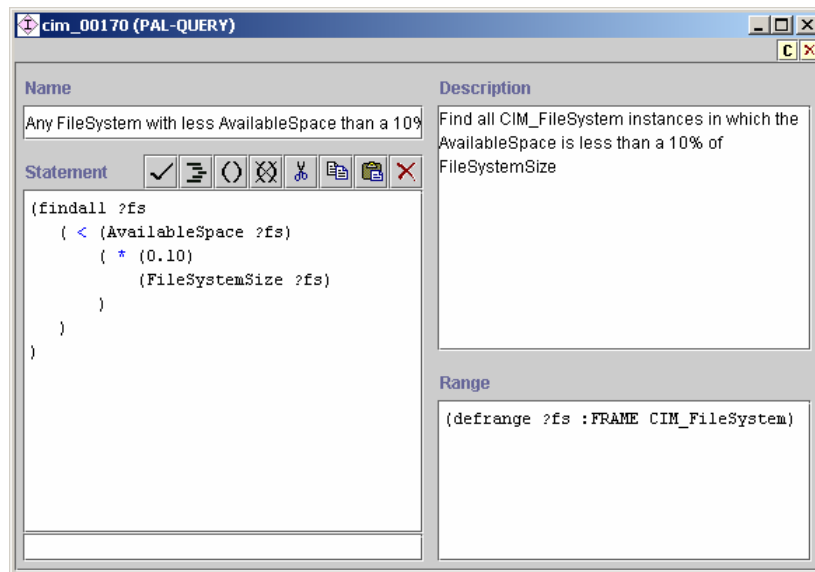 cim_00170 (PAL-QUERY)
C
Name
Any FileSystem with less AvailableSpace than a 10%
Statement
(findall ?fs
( < (AvailableSpace ?fs)
( * (0.10)
(FileSystemSize ?fs)
)
)
)
Description
Find all CIM_FileSystem instances in which the
AvailableSpace is less than a 10% of
FileSystemSize
Range
(defrange ?fs :FRAME CIM_FileSystem)